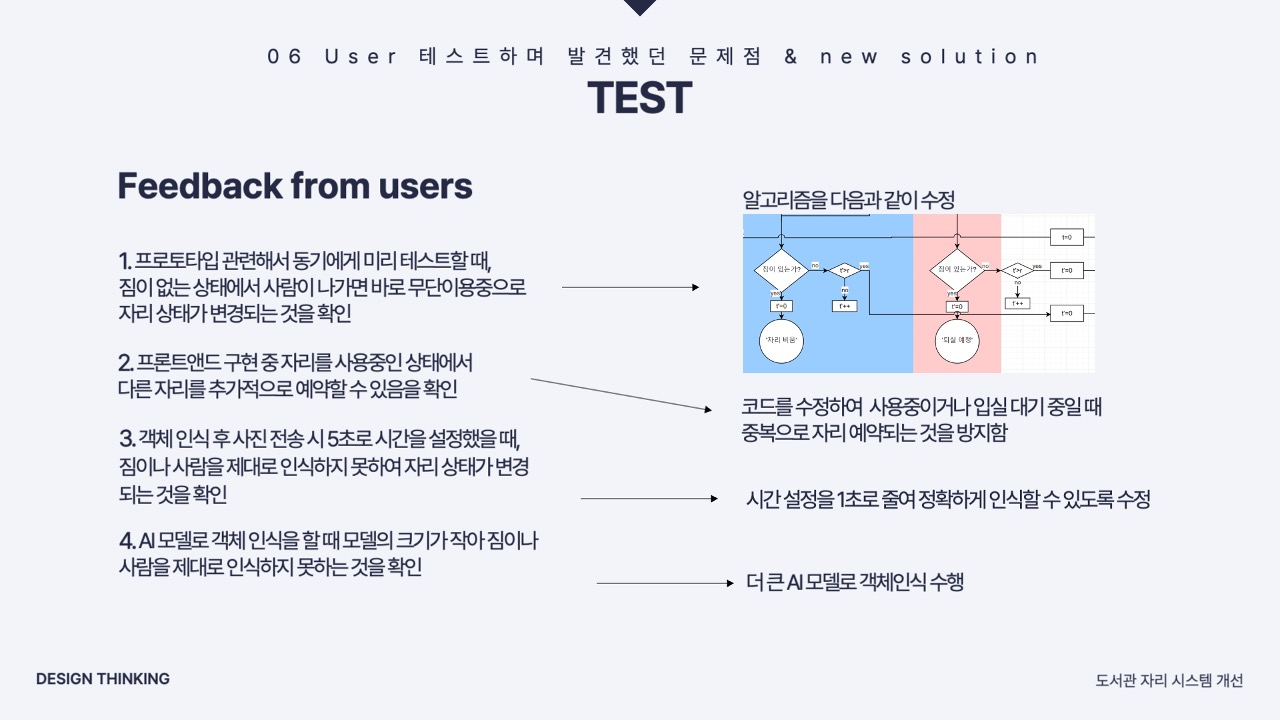 06 User 테스트하며 발견했던 문제점 & new solution
TEST
Feedback from users
1. 프로토타입 관련해서 동기에게 미리 테스트할 때,
짐이 없는 상태에서 사람이 나가면 바로 무단이용중으로
자리 상태가 변경되는 것을 확인
2. 프론트앤드 구현 중 자리를 사용중인 상태에서
다른 자리를 추가적으로 예약할 수 있음을 확인
3. 객체 인식 후 사진 전송 시 5초로 시간을 설정했을 때,
짐이나 사람을 제대로 인식하지 못하여 자리 상태가 변경
되는 것을 확인
4. AI 모델로 객체 인식을 할 때 모델의 크기가 작아 짐이나
사람을 제대로 인식하지 못하는 것을 확인
알고리즘을 다음과 같이 수정
t=0
짐이 있는가?
no
t'>r
yes
짐이 있는가?
no
t'>r
yes
t'=0
yes
no
yes
no
t'=0
t'++
t'=0
t'++
t'=0
'자리 비움'
'퇴실 예정'
코드를 수정하여 사용중이거나 입실 대기 중일 때
중복으로 자리 예약되는 것을 방지함
시간 설정을 1초로 줄여 정확하게 인식할 수 있도록 수정
더 큰 AI 모델로 객체인식 수행
DESIGN THINKING
도서관 자리 시스템 개선